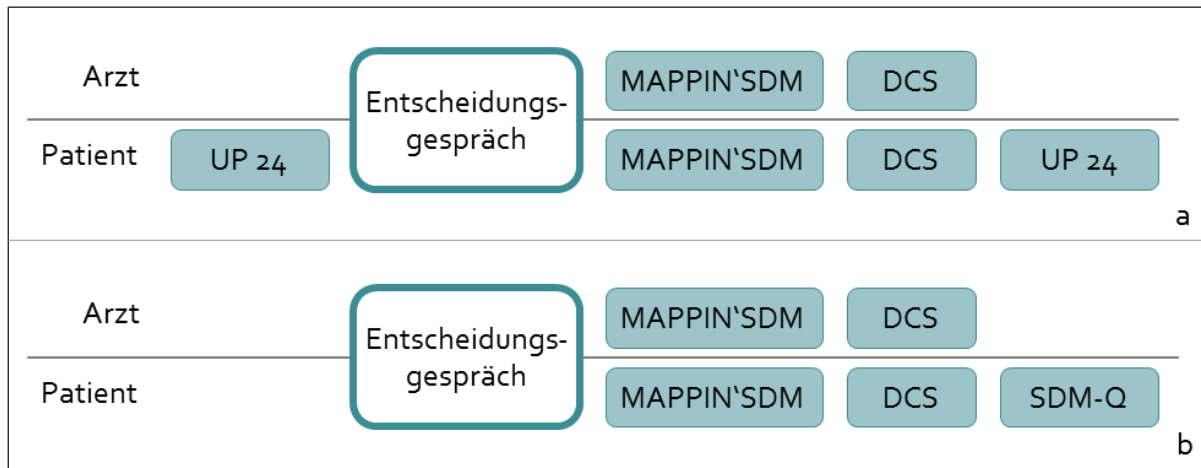 Arzt
Entscheidungs-
gespräch
MAPPIN‘SDM
DCS
Patient
UP 24
MAPPIN‘SDM
DCS
UP 24
a
Arzt
Entscheidungs-
gespräch
MAPPIN‘SDM
DCS
Patient
MAPPIN‘SDM
DCS
SDM-Q
b